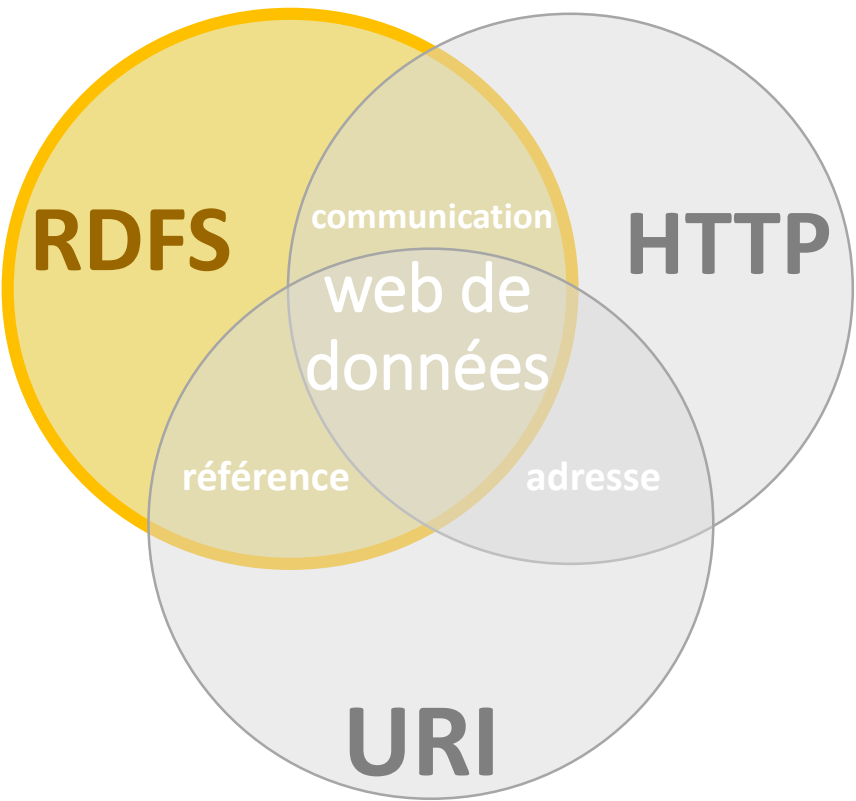 RDFS
communication
HTTP
web de
données
référence
adresse
URI